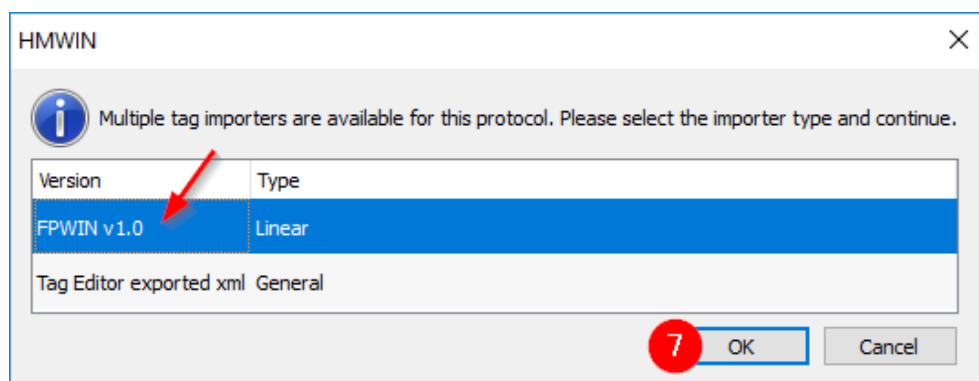 HMWIN
Multiple tag importers are available for this protocol. Please select the importer type and continue.
Version Type
FPWIN v1.0 Linear
Tag Editor exported xml General
7 OK Cancel